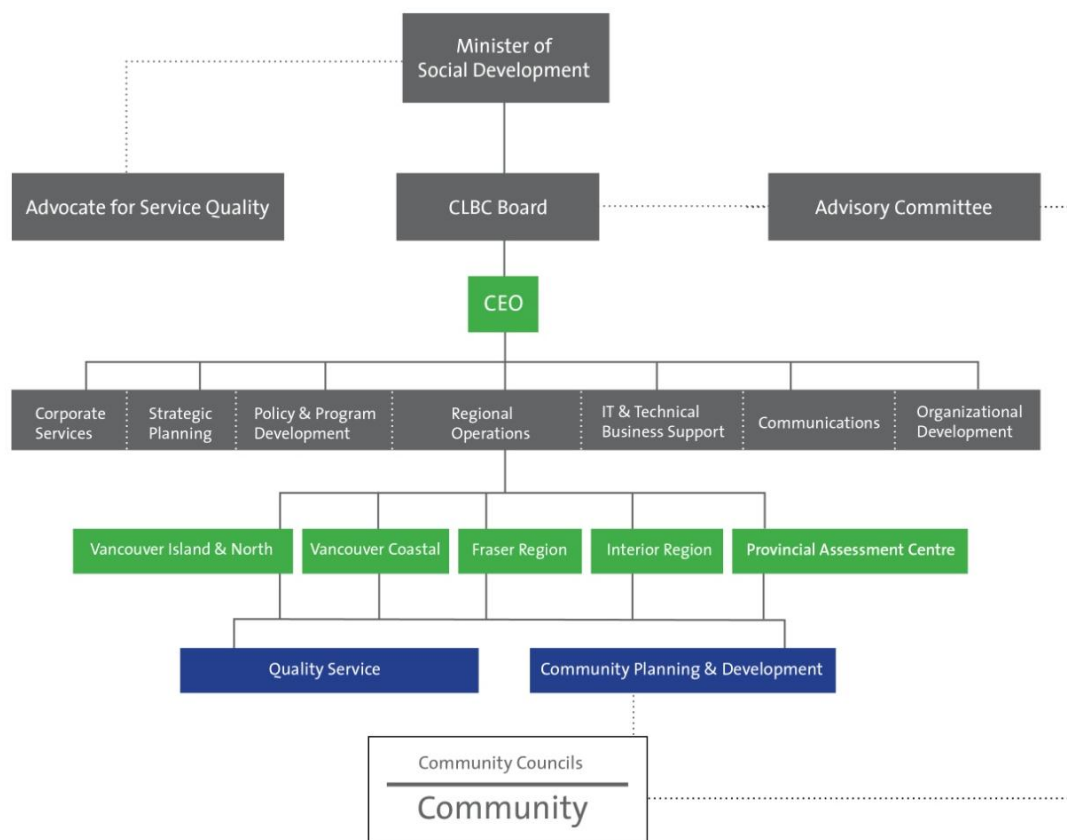 Minister of
Social Development
Advocate for Service Quality
CLBC Board
Advisory Committee
CEO
Corporate
Services
Strategic
Planning
Policy & Program
Development
Regional
Operations
IT & Technical
Business Support
Communications
Organizational
Development
Vancouver Island & North
Vancouver Coastal
Fraser Region
Interior Region
Provincial Assessment Centre
Quality Service
Community Planning & Development
Community Councils
Community